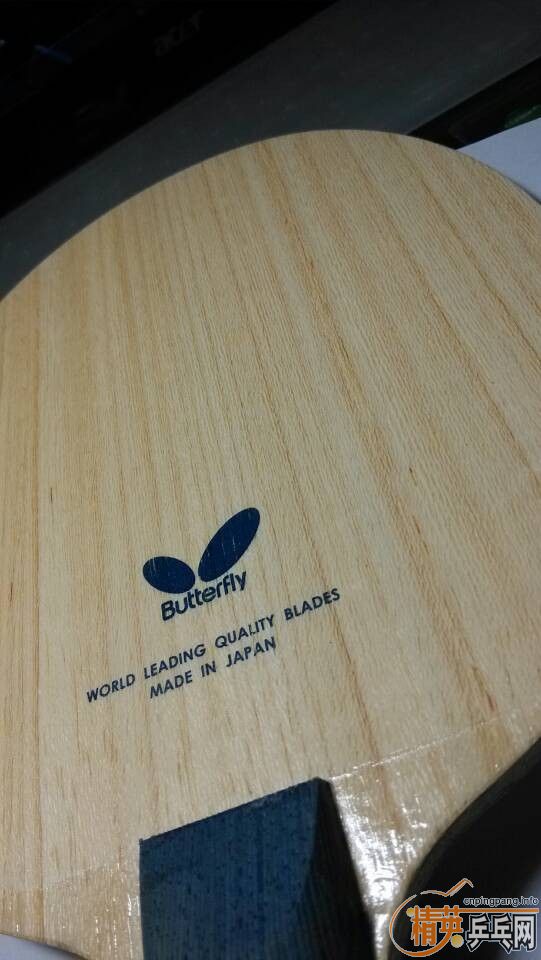 Butterfly
WORLD LEADING QUALITY BLADES
MADE IN JAPAN
cnpingpang.info
精英乒乓网